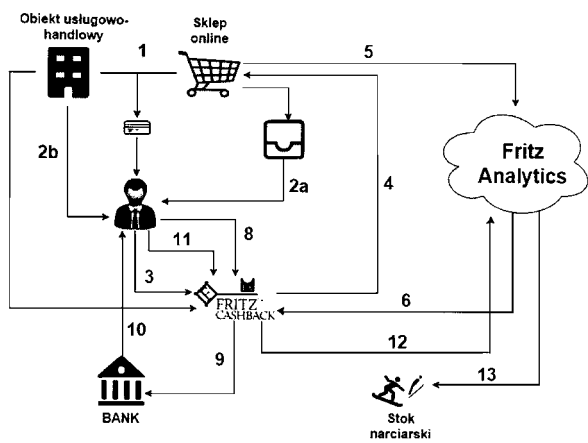 Obiekt usługowo-
handlowy
Sklep
online
1
5
2b
2a
4
Fritz
Analytics
8
11
3
6
FRITZ
CASHBACK
12
10
9
13
BANK
Stok
narciarski